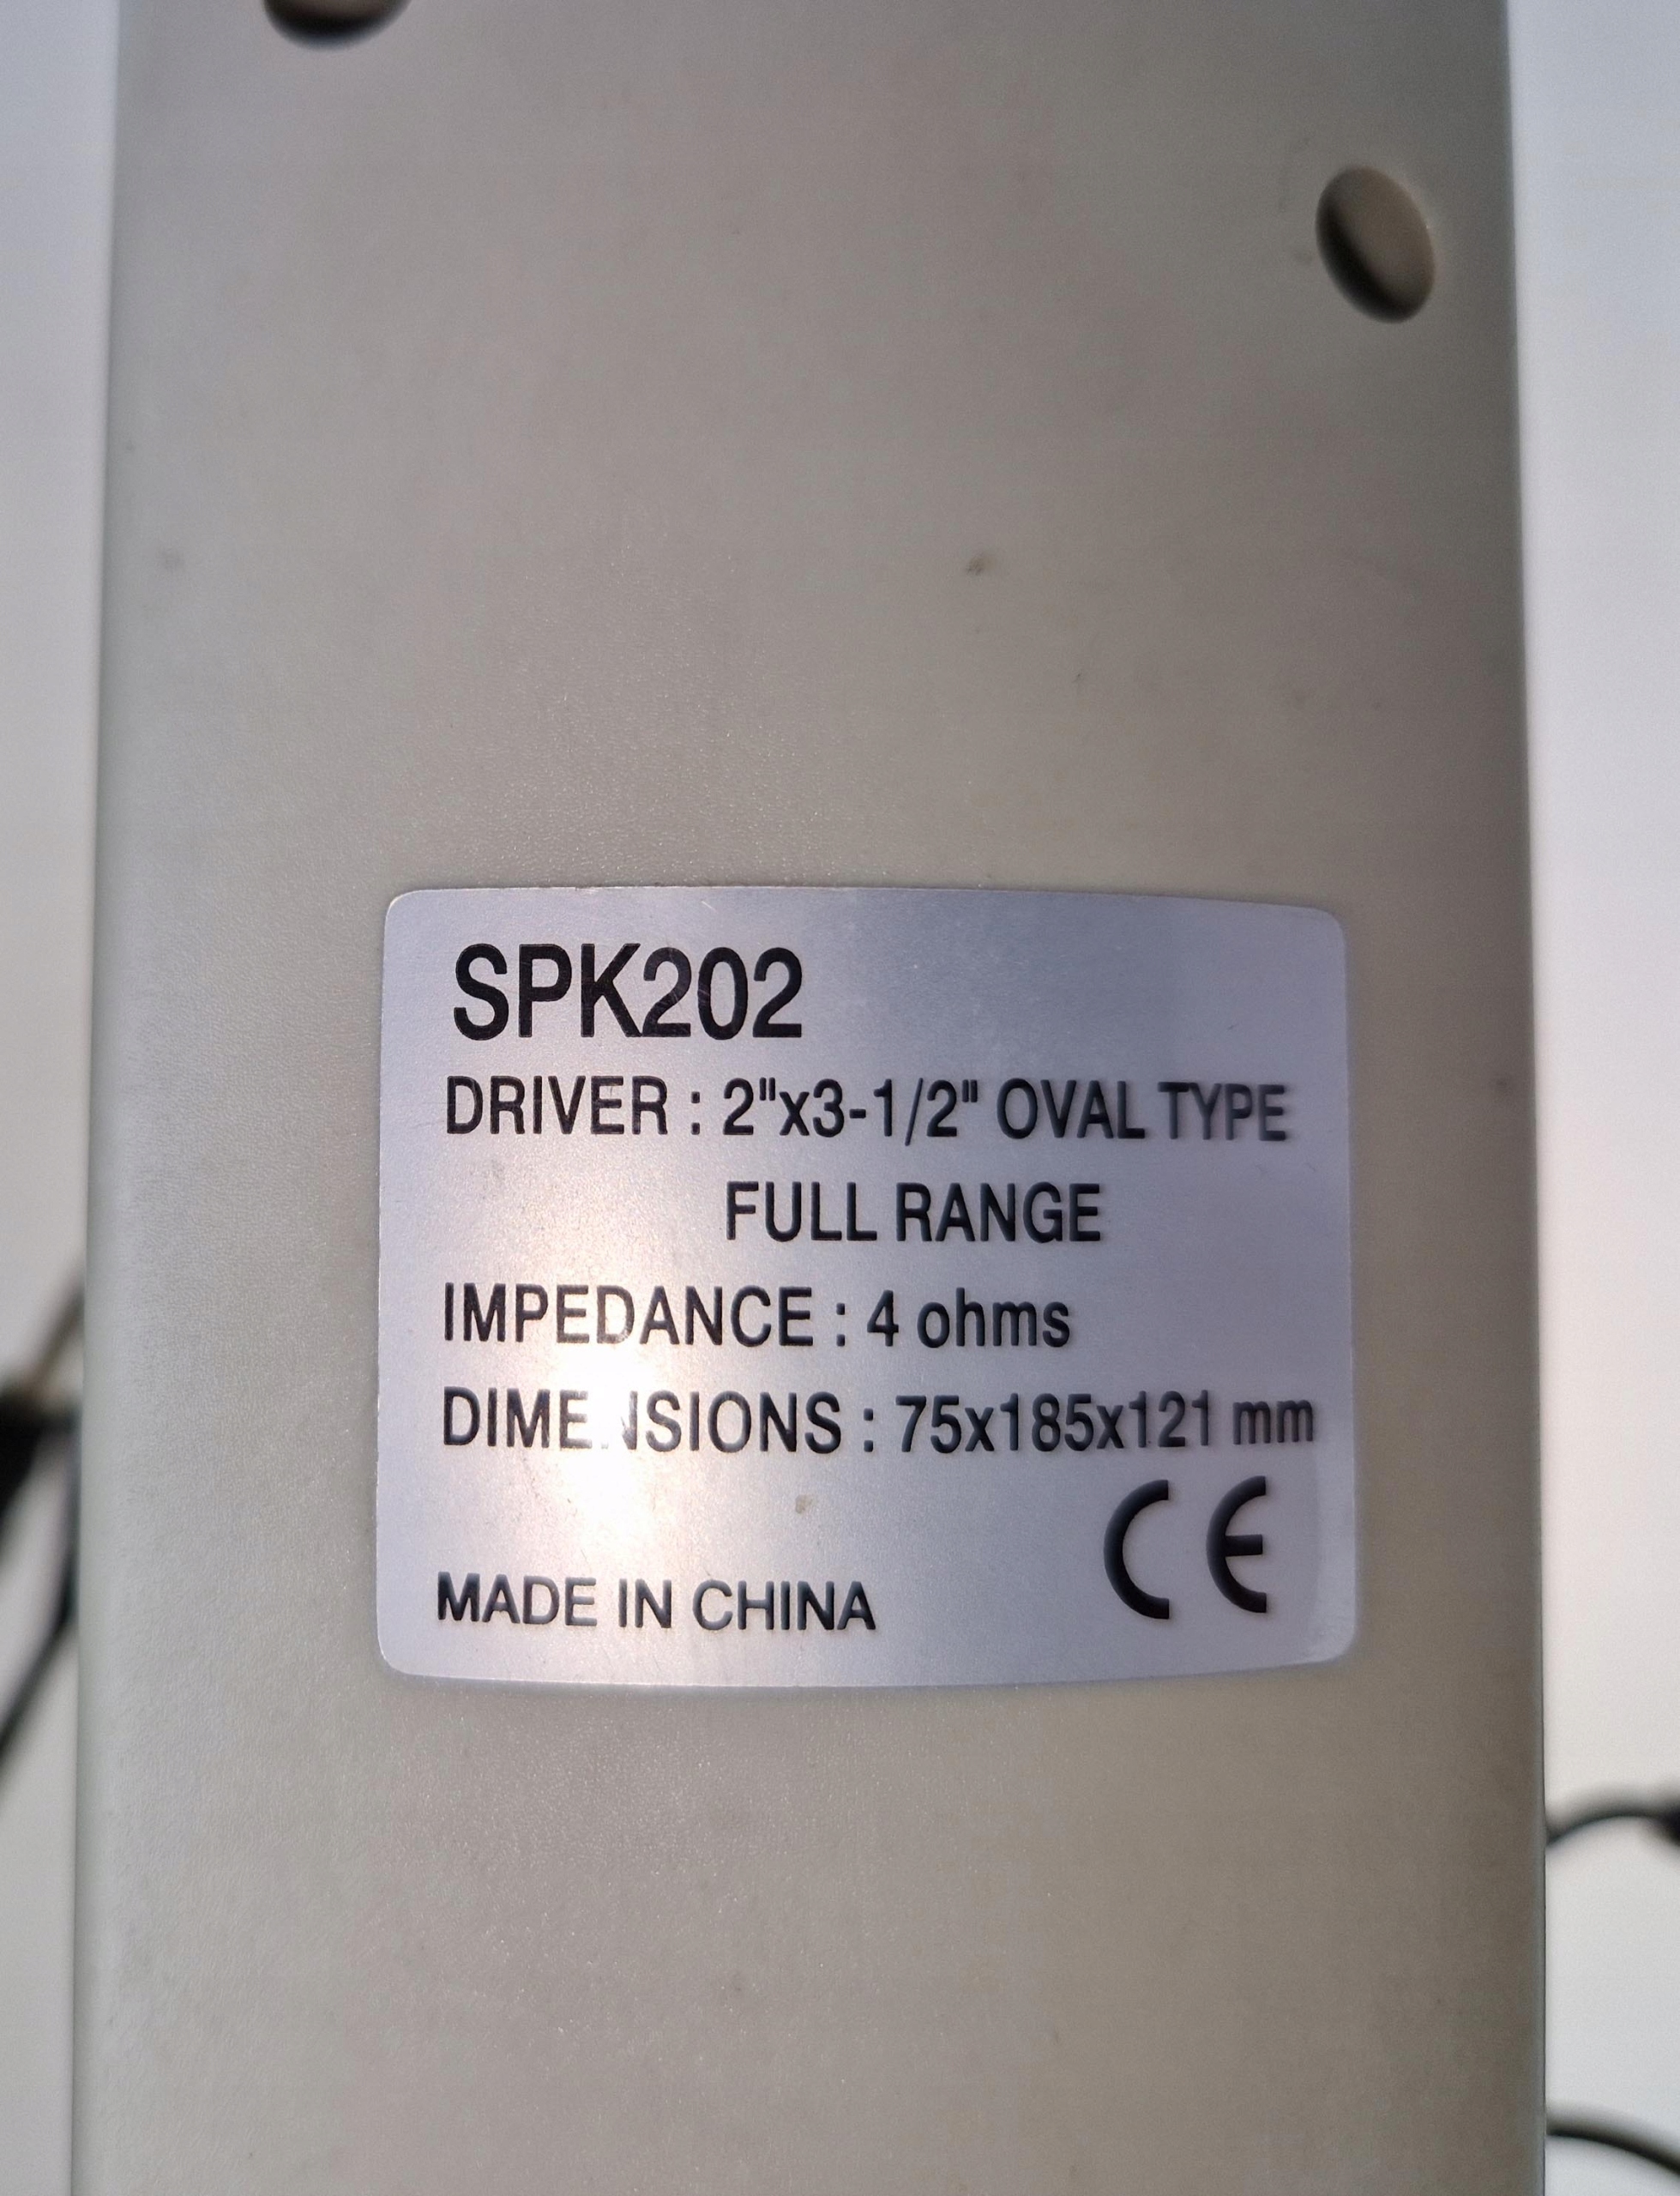 SPK202
DRIVER : 2"x3-1/2" OVAL TYPE
FULL RANGE
IMPEDANCE : 4 ohms
DIMENSIONS : 75x185x121 mm
CE
MADE IN CHINA